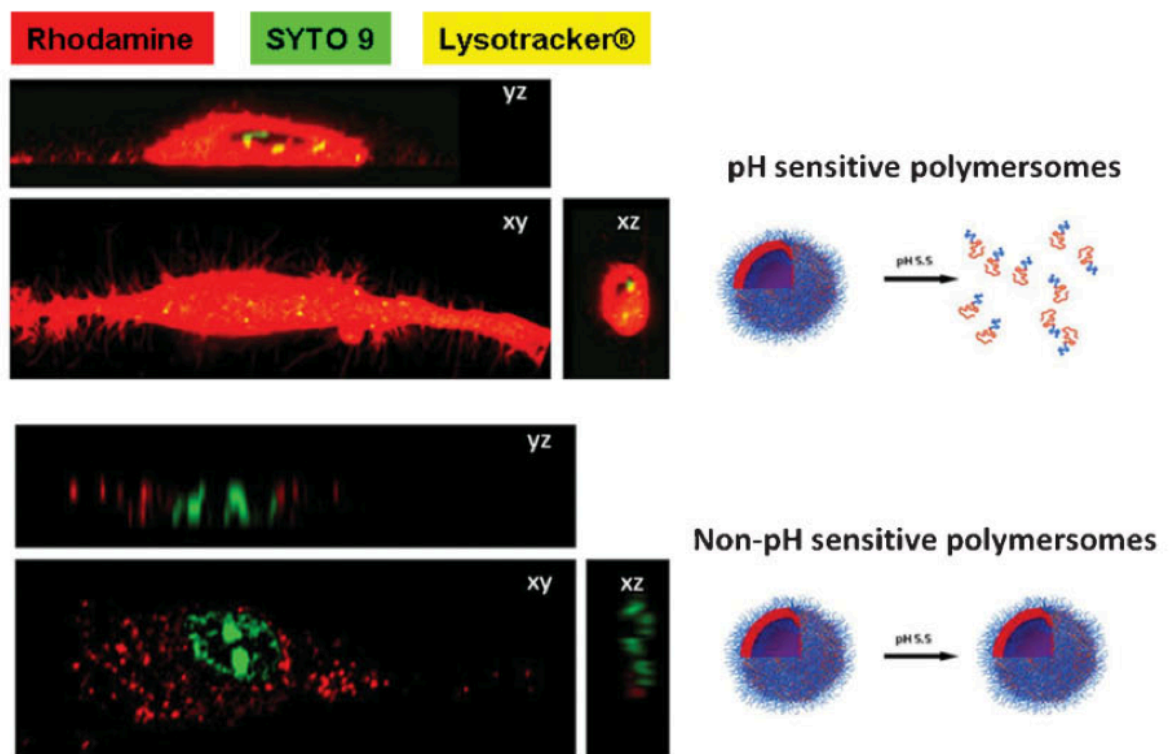 Rhodamine SYTO 9 Lysotracker®
yz
xy
xz
pH sensitive polymersomes
pH 5.5
yz
xy
xz
Non-pH sensitive polymersomes
pH 5.5